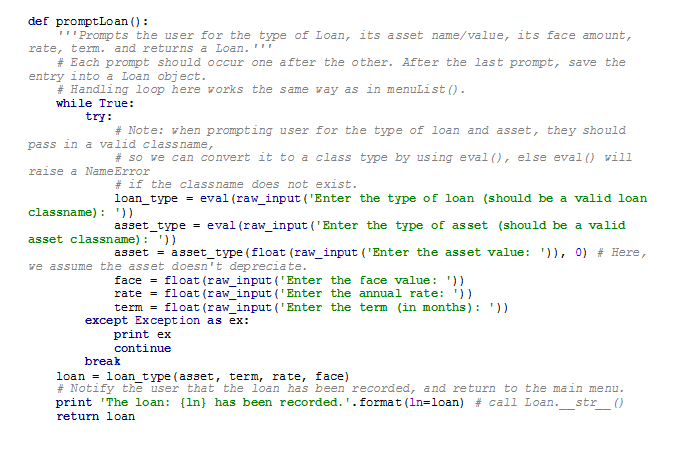 def promptLoan():
    '''Prompts the user for the type of Loan, its asset name/value, its face amount,
rate, term. and returns a Loan.'''
    # Each prompt should occur one after the other. After the last prompt, save the
entry into a Loan object.
    # Handling loop here works the same way as in menuList().
    while True:
        try:
            # Note: when prompting user for the type of loan and asset, they should
pass in a valid classname,
            # so we can convert it to a class type by using eval(), else eval() will
raise a NameError
            # if the classname does not exist.
            loan_type = eval(raw_input('Enter the type of loan (should be a valid loan
classname): '))
            asset_type = eval(raw_input('Enter the type of asset (should be a valid
asset classname): '))
            asset = asset_type(float(raw_input('Enter the asset value: ')), 0) # Here,
we assume the asset doesn't depreciate.
            face = float(raw_input('Enter the face value: '))
            rate = float(raw_input('Enter the annual rate: '))
            term = float(raw_input('Enter the term (in months): '))
        except Exception as ex:
            print ex
            continue
        break
    loan = loan_type(asset, term, rate, face)
    # Notify the user that the loan has been recorded, and return to the main menu.
    print 'The loan: {ln} has been recorded.'.format(ln=loan) # call Loan.__str__()
    return loan